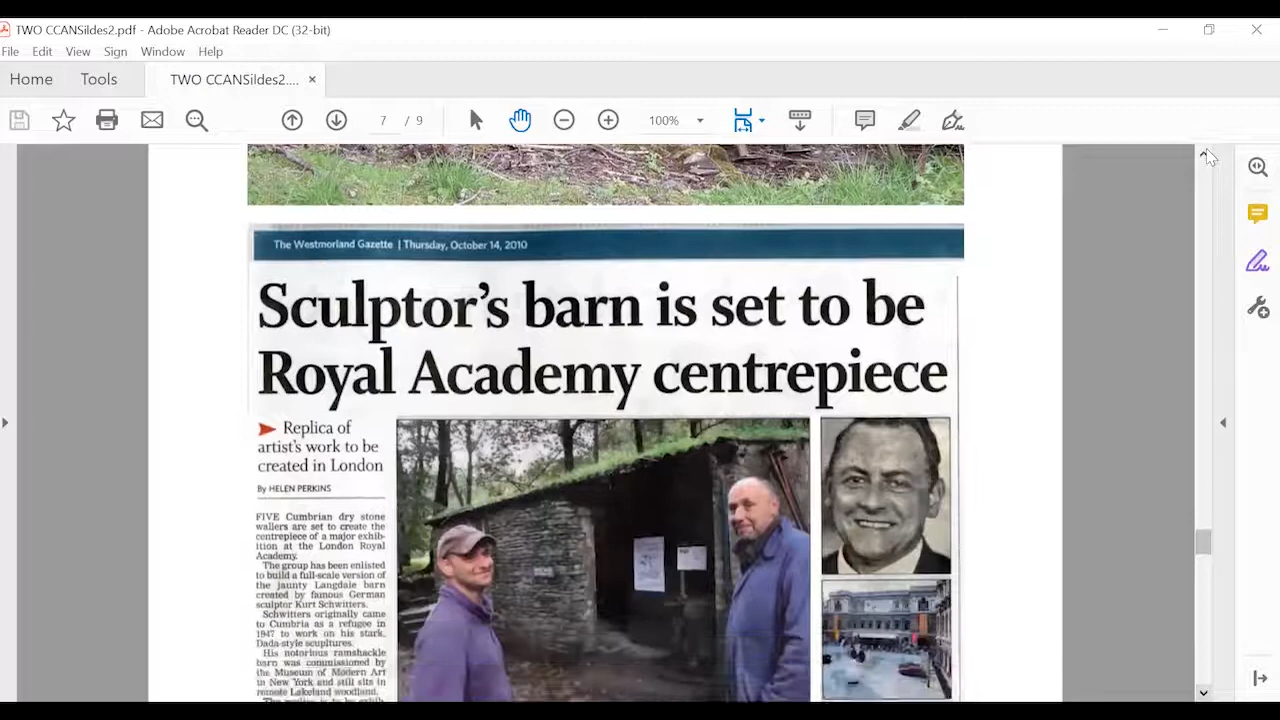 TWO CCANSildes2.pdf - Adobe Acrobat Reader DC (32-bit)
File Edit View Sign Window Help
Home Tools TWO CCANSildes2.... ×
7 / 9 100%
The Westmorland Gazette | Thursday, October 14, 2010
Sculptor's barn is set to be
Royal Academy centrepiece
Replica of
artist's work to be
created in London
By HELEN PERKINS
FIVE Cumbrian dry stone
wallers are set to create the
centrepiece of a major exhib-
ition at the London Royal
Academy.
The group has been enlisted
to build a full-scale version of
the jaunty Langdale barn
created by famous German
sculptor Kurt Schwitters.
Schwitters originally came
to Cumbria as a refugee in
1947 to work on his stark,
Dada-style sculptures.
His notorious ramshackle
barn was commissioned by
the Museum of Modern Art
in New York and still sits in
remote Lakeland woodland.